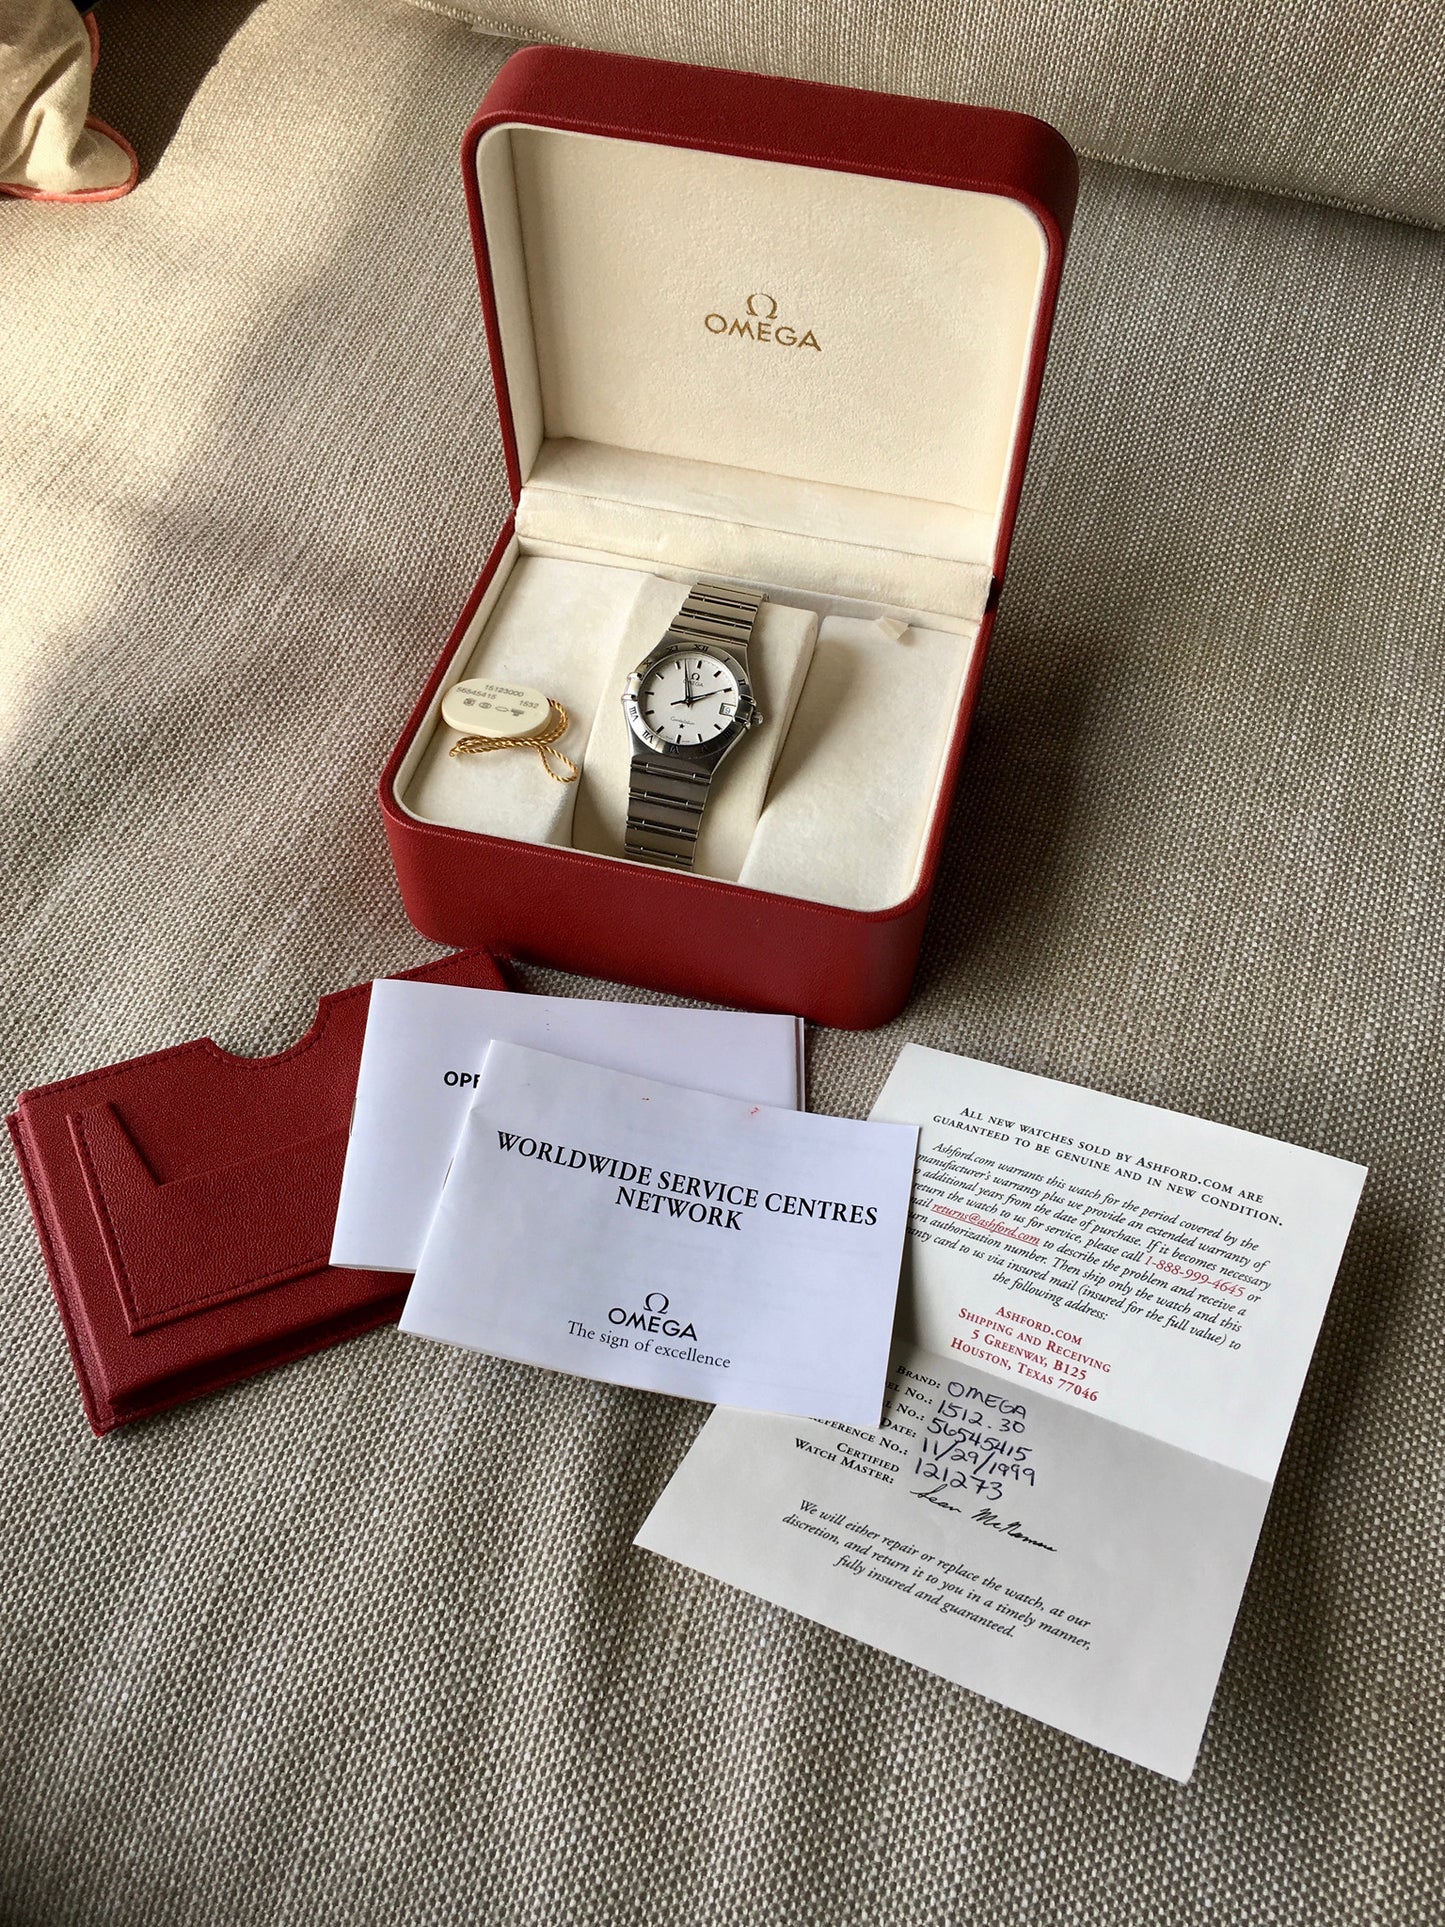 Ω
OMEGA
15123000
56545415 1532
XII
Ω
OMEGA
Constellation
WORLDWIDE SERVICE CENTRES
NETWORK
Ω
OMEGA
The sign of excellence
All new watches sold by Ashford.com are
guaranteed to be genuine and in new condition.
Ashford.com warrants this watch for the period covered by the
manufacturer's warranty plus we provide an extended warranty of
additional years from the date of purchase. If it becomes necessary
return the watch to us for service, please call 1-888-999-4645 or
returns@ashford.com to describe the problem and receive a
authorization number. Then ship only the watch and this
card to us via insured mail (insured for the full value) to
the following address:
Ashford.com
Shipping and Receiving
5 Greenway, B125
Houston, Texas 77046
Brand: OMEGA
No.: 1512.30
No.: 56545415
Date: 11/29/1999
Reference No.: 121273
Certified
Watch Master: Sean McNamara
We will either repair or replace the watch, at our
discretion, and return it to you in a timely manner,
fully insured and guaranteed.